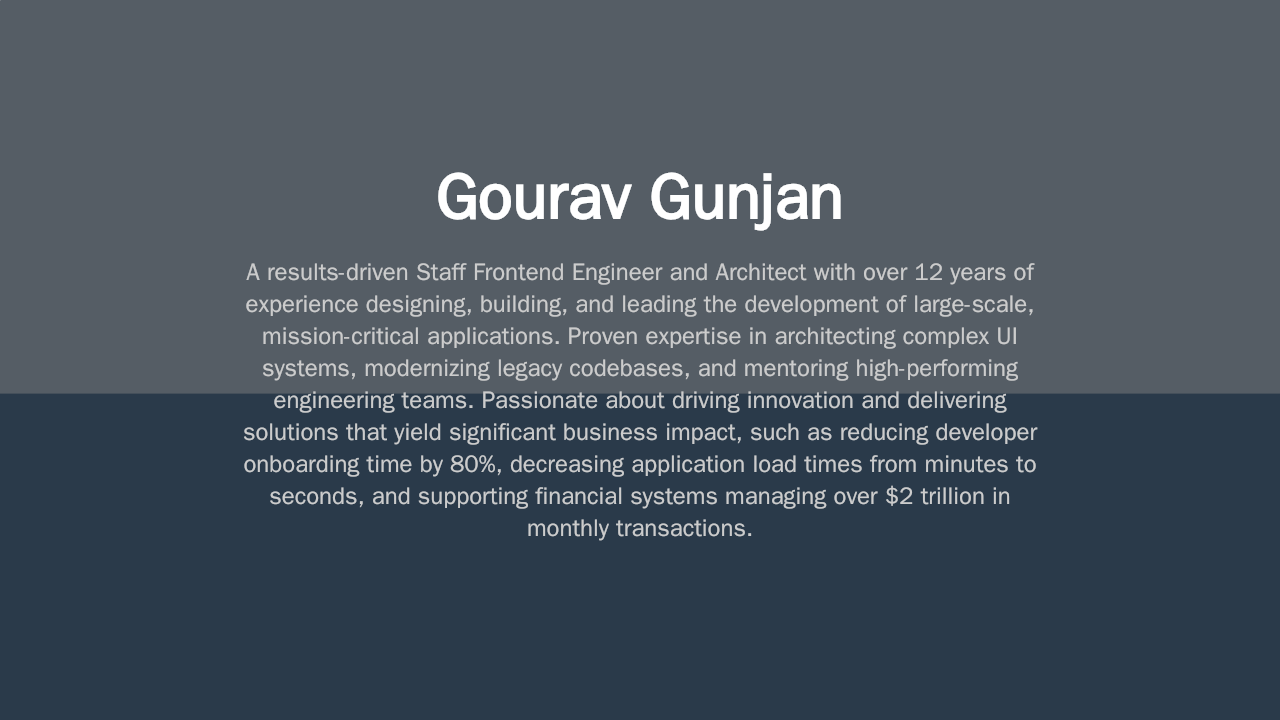 Gourav Gunjan
A results-driven Staff Frontend Engineer and Architect with over 12 years of
experience designing, building, and leading the development of large-scale,
mission-critical applications. Proven expertise in architecting complex UI
systems, modernizing legacy codebases, and mentoring high-performing
engineering teams. Passionate about driving innovation and delivering
solutions that yield significant business impact, such as reducing developer
onboarding time by 80%, decreasing application load times from minutes to
seconds, and supporting financial systems managing over $2 trillion in
monthly transactions.